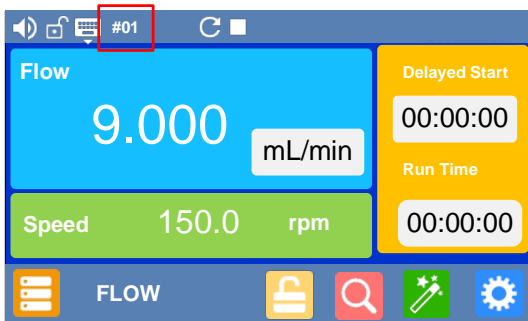 #01
Flow
9.000
mL/min
Speed 150.0 rpm
Delayed Start
00:00:00
Run Time
00:00:00
FLOW